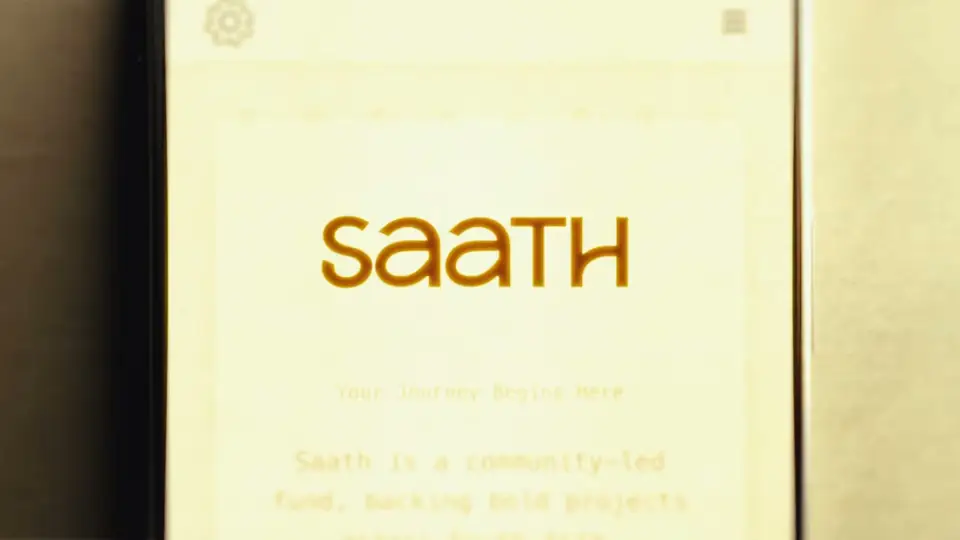 saaTH
Your Journey Begins Here
Saath is a community-led
fund, backing bold projects